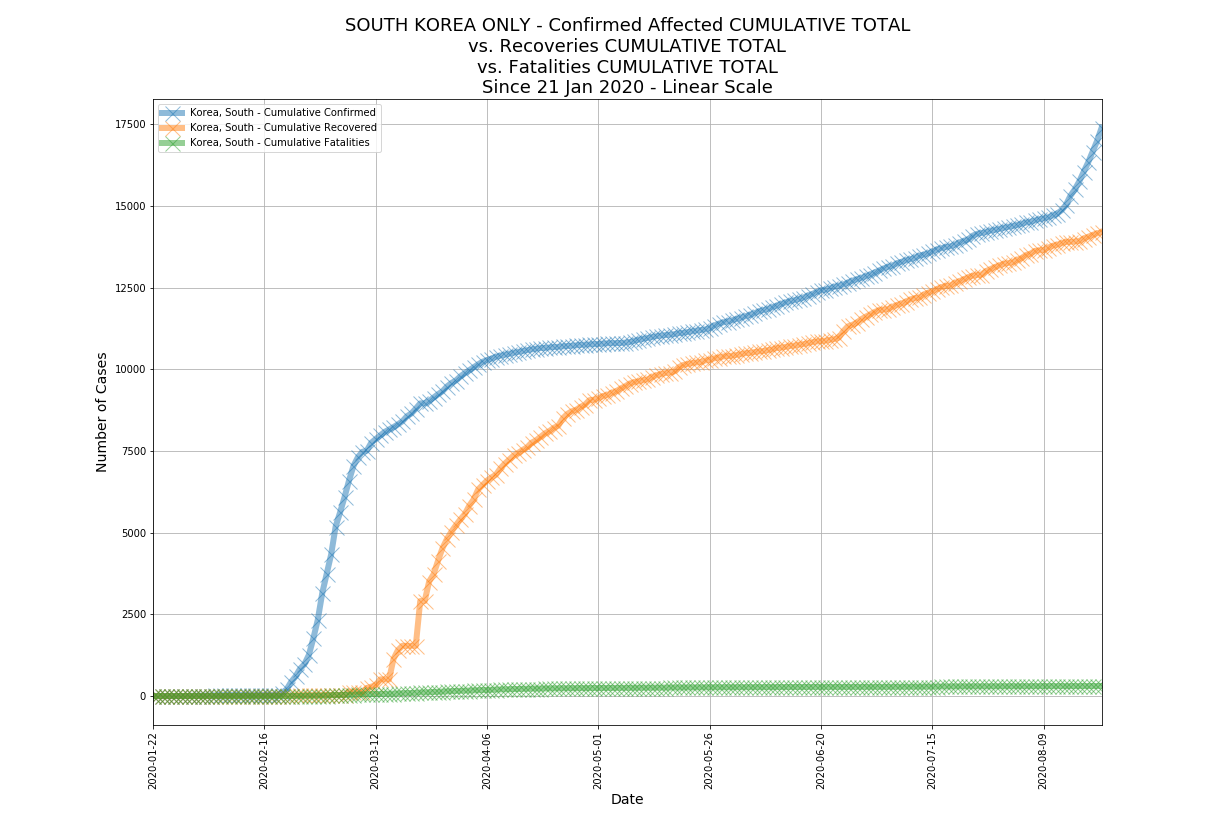 SOUTH KOREA ONLY - Confirmed Affected CUMULATIVE TOTAL
vs. Recoveries CUMULATIVE TOTAL
vs. Fatalities CUMULATIVE TOTAL
Since 21 Jan 2020 - Linear Scale
Korea, South - Cumulative Confirmed
Korea, South - Cumulative Recovered
Korea, South - Cumulative Fatalities
Number of Cases
17500
15000
12500
10000
7500
5000
2500
0
2020-01-22
2020-02-16
2020-03-12
2020-04-06
2020-05-01
2020-05-26
2020-06-20
2020-07-15
2020-08-09
Date